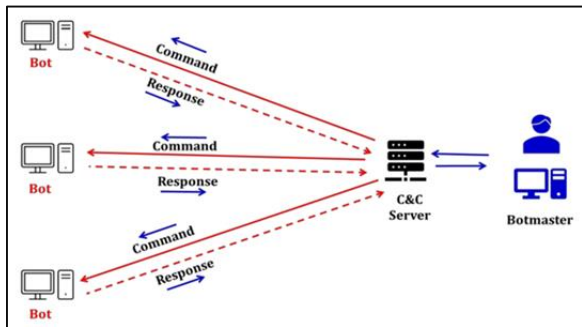 Command
Bot
Response
Command
Response
Bot
C&C
Server
Botmaster
Command
Response
Bot